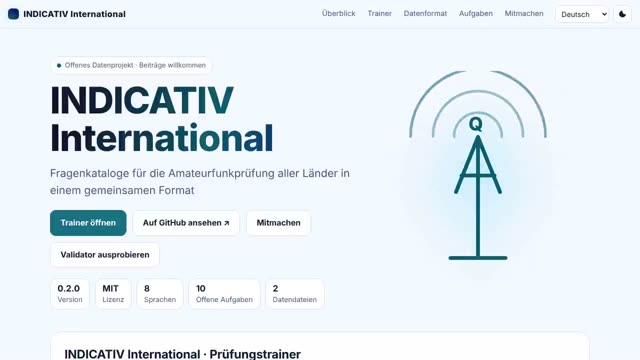 INDICATIV International
Überblick Trainer Datenformat Aufgaben Mitmachen Deutsch
Offenes Datenprojekt · Beiträge willkommen
INDICATIV
International
Q
Fragenkataloge für die Amateurfunkprüfung aller Länder in
einem gemeinsamen Format
Trainer öffnen Auf GitHub ansehen ↗ Mitmachen
Validator ausprobieren
0.2.0 MIT 8 10 2
Version Lizenz Sprachen Offene Aufgaben Datendateien
INDICATIV International · Prüfungstrainer